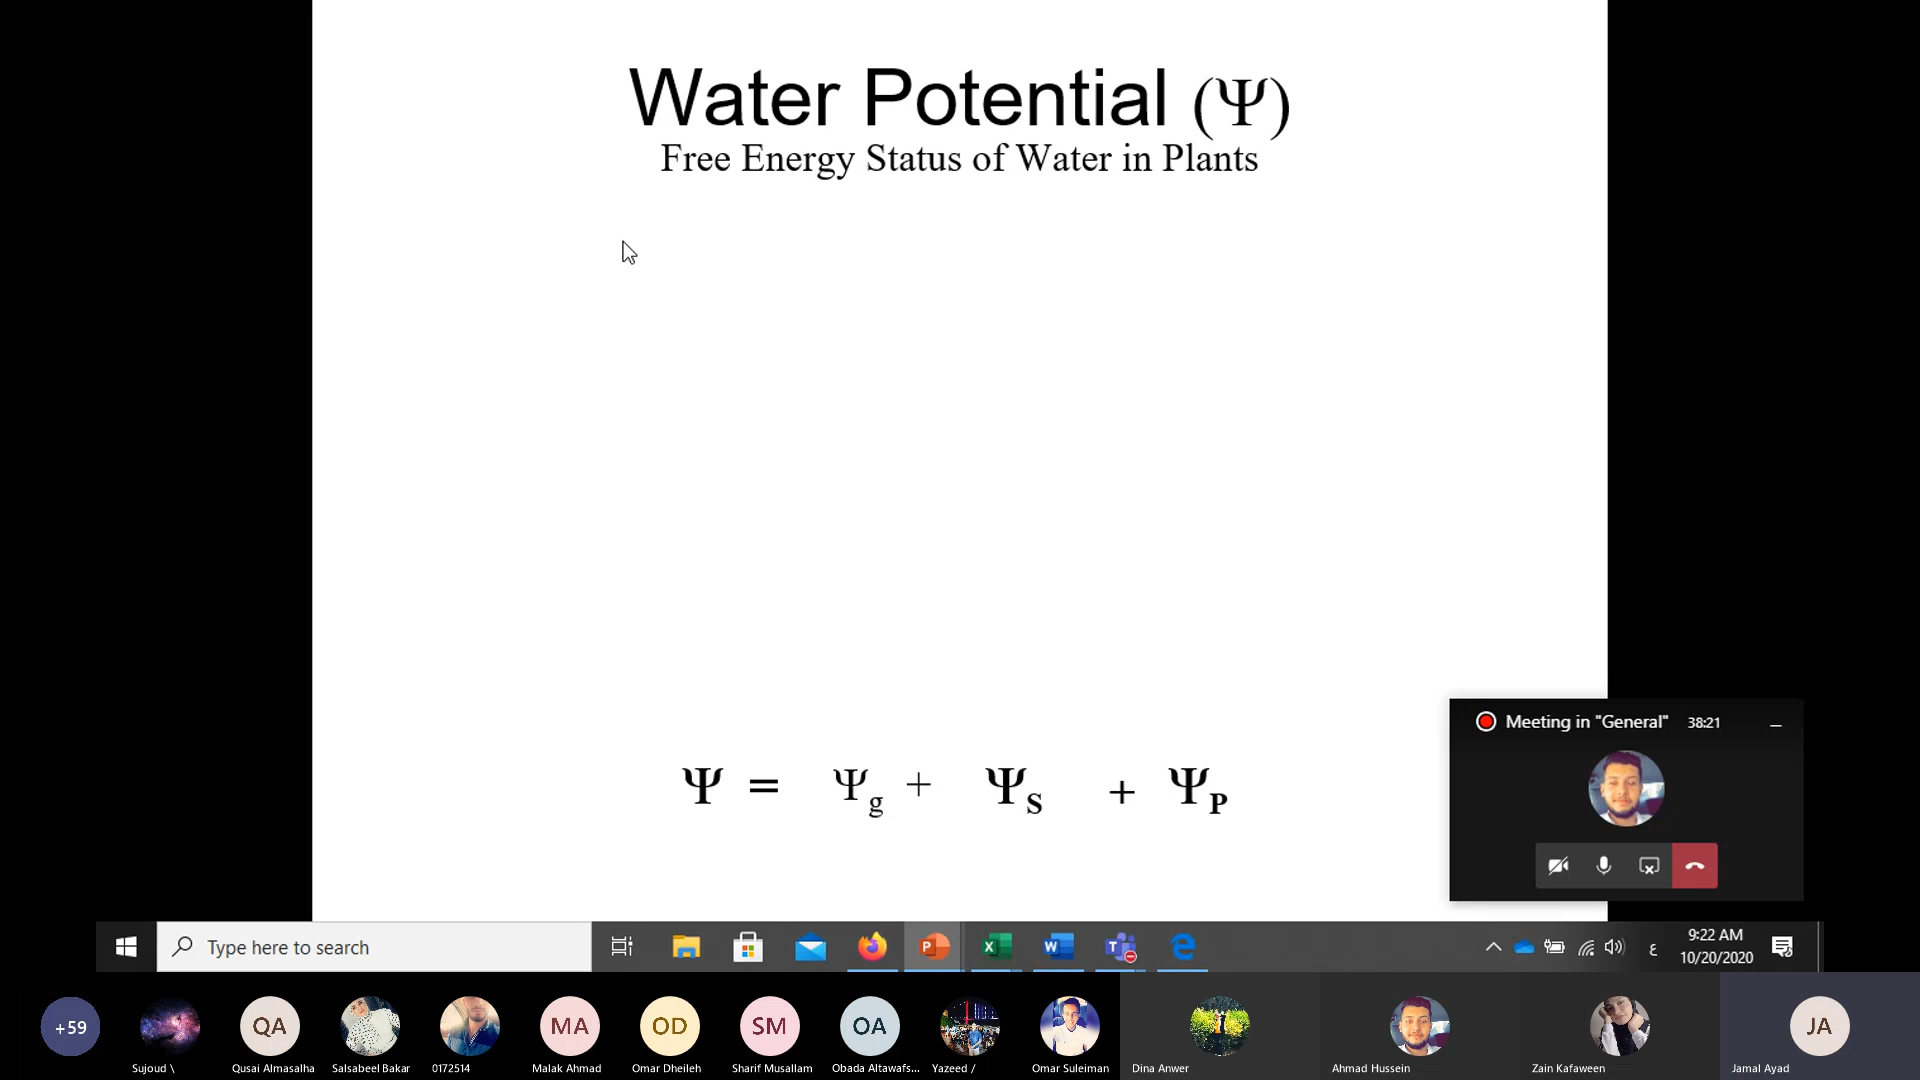 Water Potential (Ψ)
Free Energy Status of Water in Plants
Ψ = Ψg + ΨS + ΨP
Meeting in "General" 38:21
Type here to search
ع
9:22 AM
10/20/2020
+59
QA
MA
OD
SM
OA
JA
Sujoud \
Qusai Almasalha
Salsabeel Bakar
0172514
Malak Ahmad
Omar Dheileh
Sharif Musallam
Obada Altawafs...
Yazeed /
Omar Suleiman
Dina Anwer
Ahmad Hussein
Zain Kafaween
Jamal Ayad